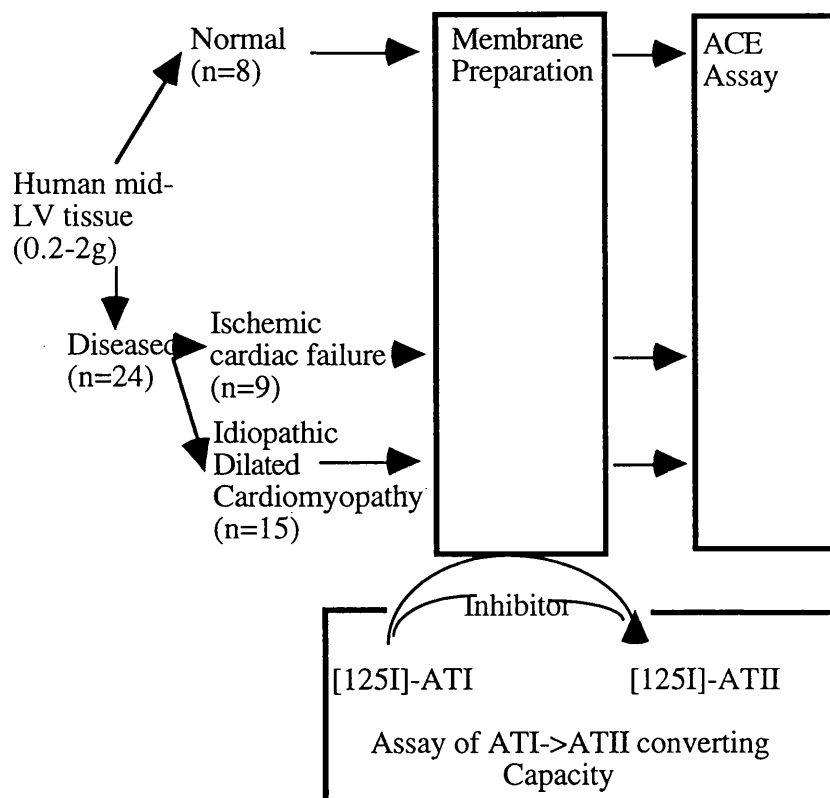 Normal
(n=8)
Membrane
Preparation
ACE
Assay
Human mid-
LV tissue
(0.2-2g)
Diseased
(n=24)
Ischemic
cardiac failure
(n=9)
Idiopathic
Dilated
Cardiomyopathy
(n=15)
Inhibitor
[125I]-ATI
[125I]-ATII
Assay of ATI->ATII converting
Capacity